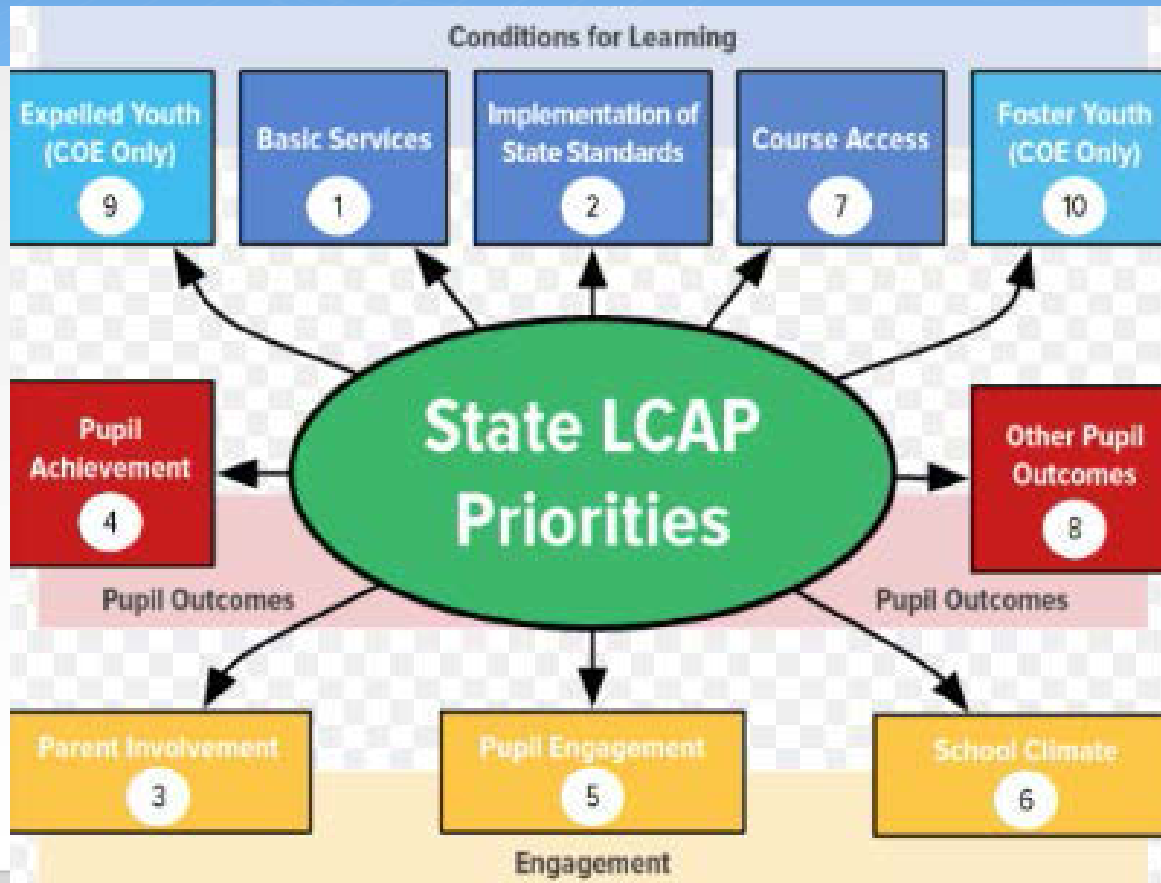 Conditions for Learning
Expelled Youth
(COE Only)
9
Basic Services
1
Implementation of
State Standards
2
Course Access
7
Foster Youth
(COE Only)
10
State LCAP
Priorities
Pupil
Achievement
4
Other Pupil
Outcomes
8
Pupil Outcomes
Pupil Outcomes
Parent Involvement
3
Pupil Engagement
5
School Climate
6
Engagement